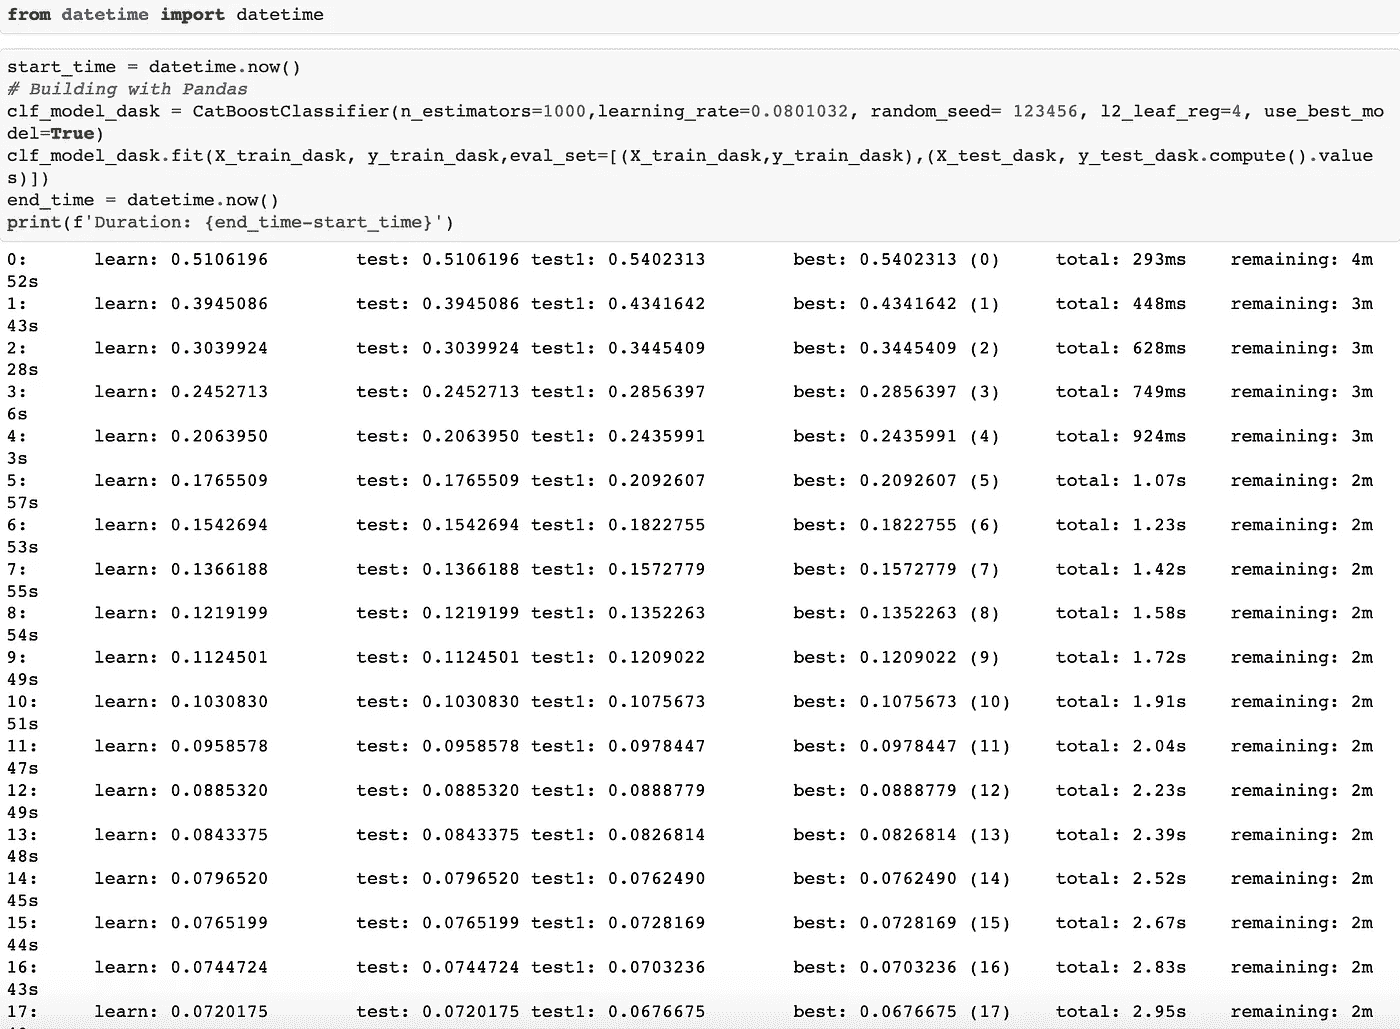 from datetime import datetime
start_time = datetime.now()
# Building with Pandas
clf_model_dask = CatBoostClassifier(n_estimators=1000,learning_rate=0.0801032, random_seed= 123456, l2_leaf_reg=4, use_best_mo
del=True)
clf_model_dask.fit(X_train_dask, y_train_dask,eval_set=[(X_train_dask,y_train_dask),(X_test_dask, y_test_dask.compute().value
s)])
end_time = datetime.now()
print(f'Duration: {end_time-start_time}')
0: learn: 0.5106196 test: 0.5106196 test1: 0.5402313 best: 0.5402313 (0) total: 293ms remaining: 4m
52s
1: learn: 0.3945086 test: 0.3945086 test1: 0.4341642 best: 0.4341642 (1) total: 448ms remaining: 3m
43s
2: learn: 0.3039924 test: 0.3039924 test1: 0.3445409 best: 0.3445409 (2) total: 628ms remaining: 3m
28s
3: learn: 0.2452713 test: 0.2452713 test1: 0.2856397 best: 0.2856397 (3) total: 749ms remaining: 3m
6s
4: learn: 0.2063950 test: 0.2063950 test1: 0.2435991 best: 0.2435991 (4) total: 924ms remaining: 3m
3s
5: learn: 0.1765509 test: 0.1765509 test1: 0.2092607 best: 0.2092607 (5) total: 1.07s remaining: 2m
57s
6: learn: 0.1542694 test: 0.1542694 test1: 0.1822755 best: 0.1822755 (6) total: 1.23s remaining: 2m
53s
7: learn: 0.1366188 test: 0.1366188 test1: 0.1572779 best: 0.1572779 (7) total: 1.42s remaining: 2m
55s
8: learn: 0.1219199 test: 0.1219199 test1: 0.1352263 best: 0.1352263 (8) total: 1.58s remaining: 2m
54s
9: learn: 0.1124501 test: 0.1124501 test1: 0.1209022 best: 0.1209022 (9) total: 1.72s remaining: 2m
49s
10: learn: 0.1030830 test: 0.1030830 test1: 0.1075673 best: 0.1075673 (10) total: 1.91s remaining: 2m
51s
11: learn: 0.0958578 test: 0.0958578 test1: 0.0978447 best: 0.0978447 (11) total: 2.04s remaining: 2m
47s
12: learn: 0.0885320 test: 0.0885320 test1: 0.0888779 best: 0.0888779 (12) total: 2.23s remaining: 2m
49s
13: learn: 0.0843375 test: 0.0843375 test1: 0.0826814 best: 0.0826814 (13) total: 2.39s remaining: 2m
48s
14: learn: 0.0796520 test: 0.0796520 test1: 0.0762490 best: 0.0762490 (14) total: 2.52s remaining: 2m
45s
15: learn: 0.0765199 test: 0.0765199 test1: 0.0728169 best: 0.0728169 (15) total: 2.67s remaining: 2m
44s
16: learn: 0.0744724 test: 0.0744724 test1: 0.0703236 best: 0.0703236 (16) total: 2.83s remaining: 2m
43s
17: learn: 0.0720175 test: 0.0720175 test1: 0.0676675 best: 0.0676675 (17) total: 2.95s remaining: 2m